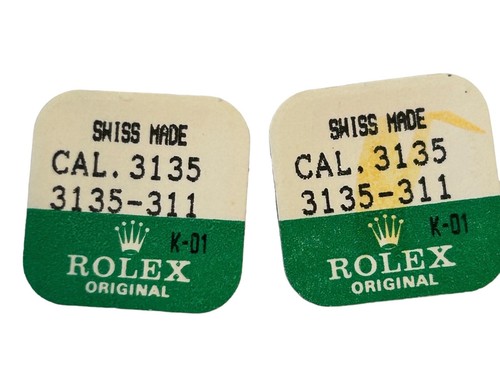 SWISS MADE
CAL. 3135
3135-311
K-01
ROLEX
ORIGINAL
SWISS MADE
CAL. 3135
3135-311
K-01
ROLEX
ORIGINAL